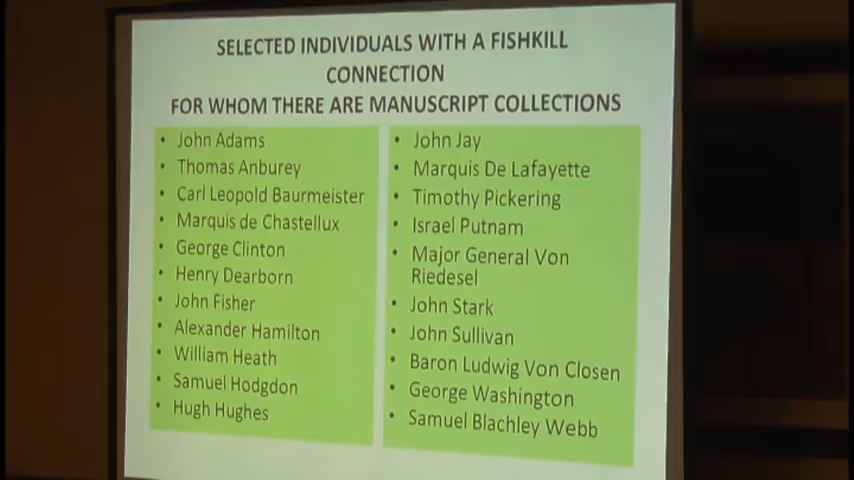 SELECTED INDIVIDUALS WITH A FISHKILL
CONNECTION
FOR WHOM THERE ARE MANUSCRIPT COLLECTIONS
• John Adams
• Thomas Anburey
• Carl Leopold Baurmeister
• Marquis de Chastellux
• George Clinton
• Henry Dearborn
• John Fisher
• Alexander Hamilton
• William Heath
• Samuel Hodgdon
• Hugh Hughes
• John Jay
• Marquis De Lafayette
• Timothy Pickering
• Israel Putnam
• Major General Von
Riedesel
• John Stark
• John Sullivan
• Baron Ludwig Von Closen
• George Washington
• Samuel Blachley Webb